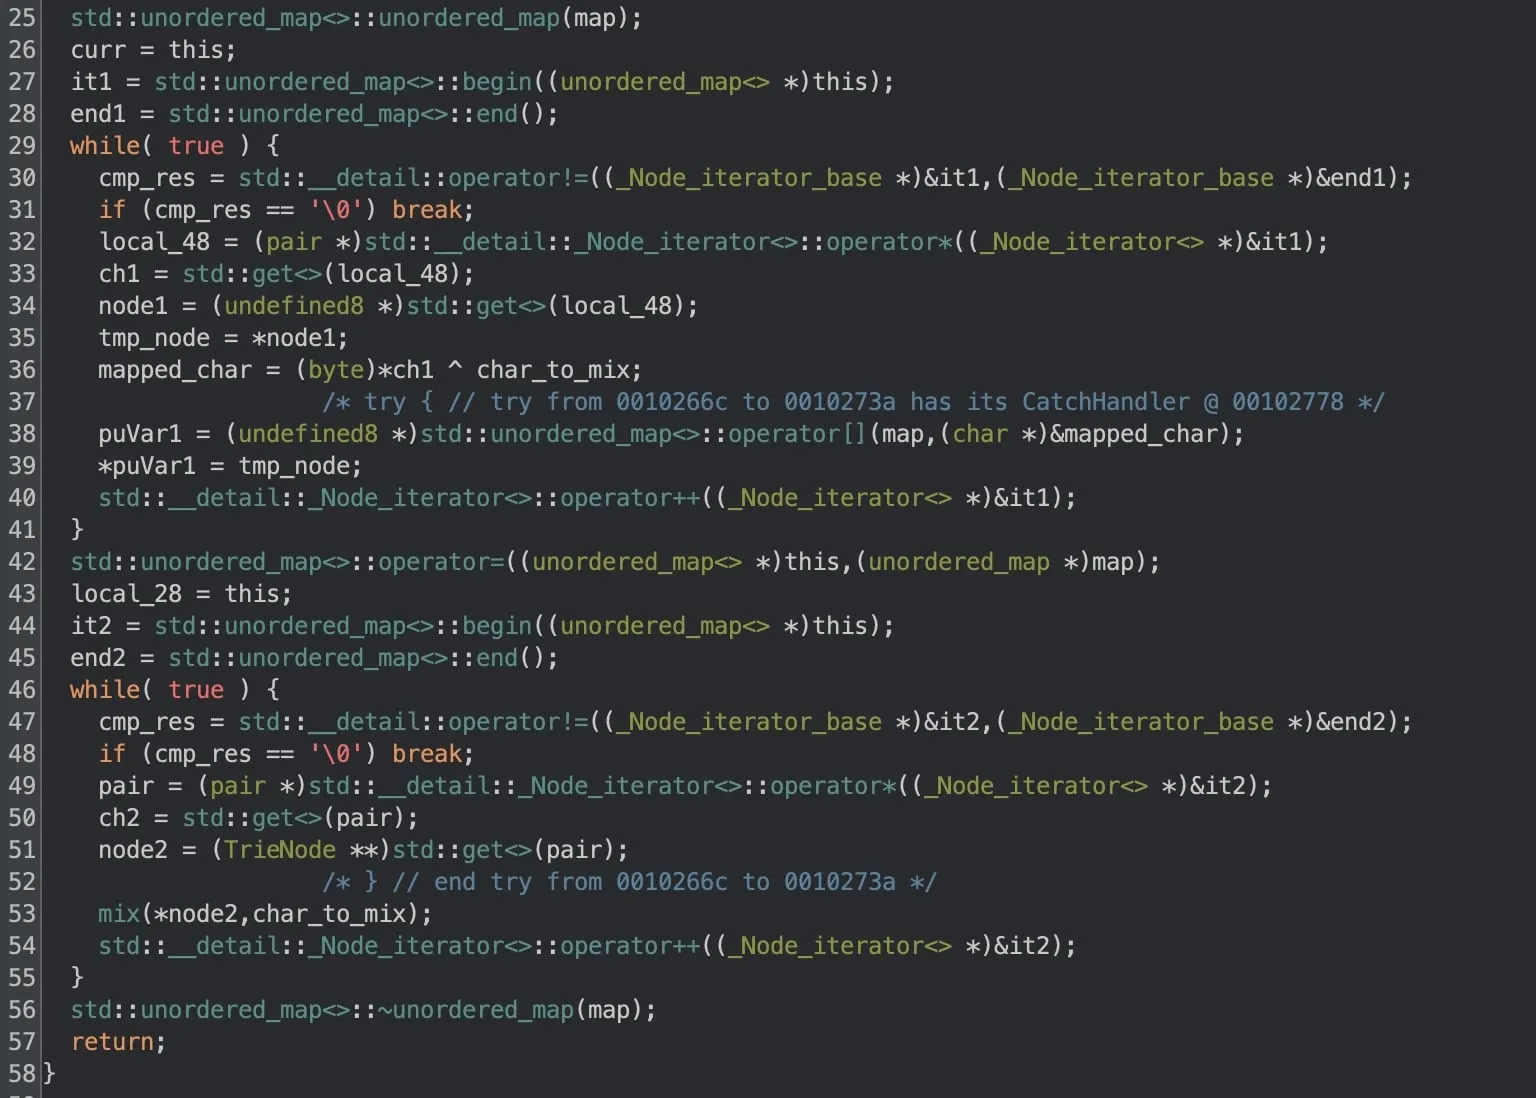 25 std::unordered_map<>::unordered_map(map);
26 curr = this;
27 it1 = std::unordered_map<>::begin((unordered_map<> *)this);
28 end1 = std::unordered_map<>::end();
29 while( true ) {
30 cmp_res = std::__detail::operator!=((_Node_iterator_base *)&it1,(_Node_iterator_base *)&end1);
31 if (cmp_res == '\0') break;
32 local_48 = (pair *)std::__detail::_Node_iterator<>::operator*((_Node_iterator<> *)&it1);
33 ch1 = std::get<>(local_48);
34 node1 = (undefined8 *)std::get<>(local_48);
35 tmp_node = *node1;
36 mapped_char = (byte)*ch1 ^ char_to_mix;
37 /* try { // try from 0010266c to 0010273a has its CatchHandler @ 00102778 */
38 puVar1 = (undefined8 *)std::unordered_map<>::operator[](map,(char *)&mapped_char);
39 *puVar1 = tmp_node;
40 std::__detail::_Node_iterator<>::operator++((_Node_iterator<> *)&it1);
41 }
42 std::unordered_map<>::operator=((unordered_map<> *)this,(unordered_map *)map);
43 local_28 = this;
44 it2 = std::unordered_map<>::begin((unordered_map<> *)this);
45 end2 = std::unordered_map<>::end();
46 while( true ) {
47 cmp_res = std::__detail::operator!=((_Node_iterator_base *)&it2,(_Node_iterator_base *)&end2);
48 if (cmp_res == '\0') break;
49 pair = (pair *)std::__detail::_Node_iterator<>::operator*((_Node_iterator<> *)&it2);
50 ch2 = std::get<>(pair);
51 node2 = (TrieNode **)std::get<>(pair);
52 /* } // end try from 0010266c to 0010273a */
53 mix(*node2,char_to_mix);
54 std::__detail::_Node_iterator<>::operator++((_Node_iterator<> *)&it2);
55 }
56 std::unordered_map<>::~unordered_map(map);
57 return;
58 }